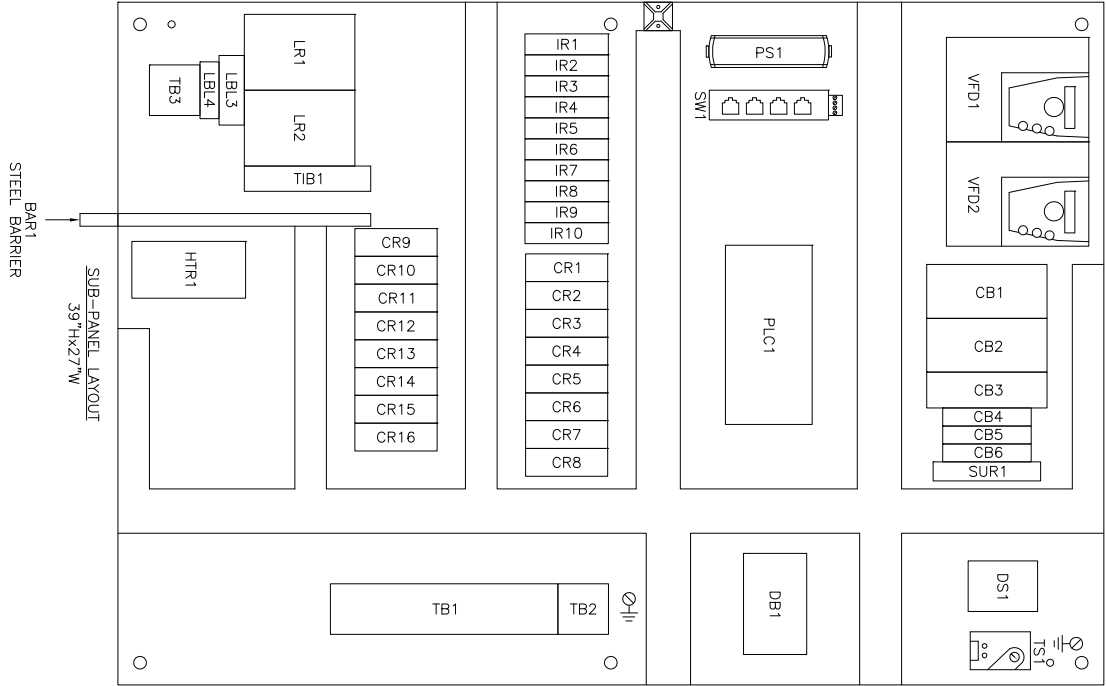 IR1
IR2
IR3
IR4
IR5
IR6
IR7
IR8
IR9
IR10
CR1
CR2
CR3
CR4
CR5
CR6
CR7
CR8
CR9
CR10
CR11
CR12
CR13
CR14
CR15
CR16
TIB1
LR1
LR2
LBL3
LBL4
TB3
BAR1
STEEL BARRIER
HTR1
SUB-PANEL LAYOUT
39"Hx27"W
PS1
SW1
PLC1
VFD1
VFD2
CB1
CB2
CB3
CB4
CB5
CB6
SUR1
TB1
TB2
DB1
DS1
TS1